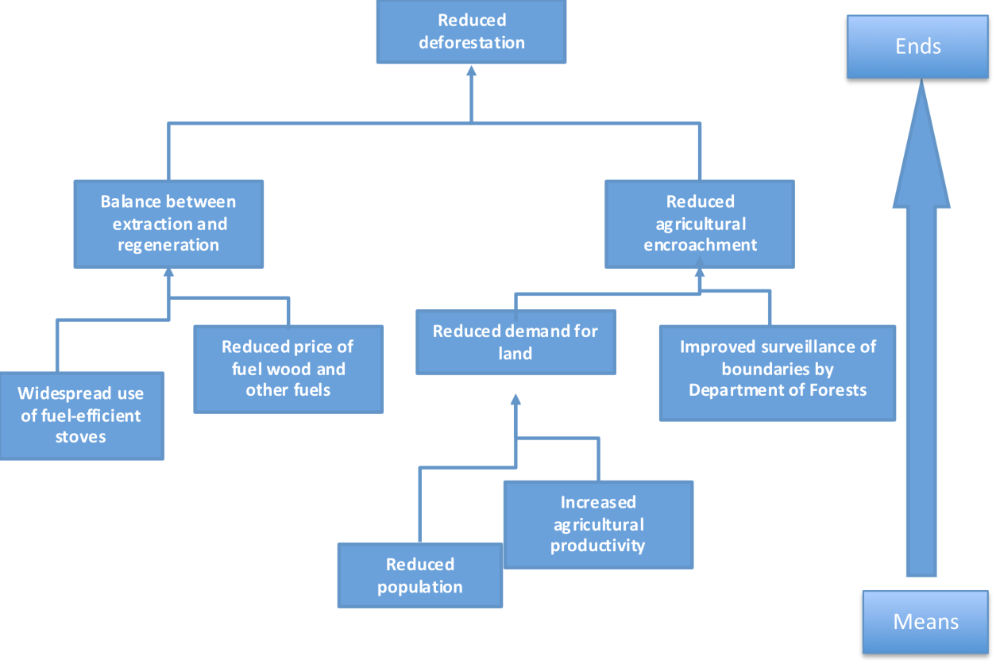 Reduced
deforestation
Ends
Balance between
extraction and
regeneration
Reduced
agricultural
encroachment
Reduced demand for
land
Reduced price of
fuel wood and
other fuels
Improved surveillance of
boundaries by
Department of Forests
Widespread use
of fuel-efficient
stoves
Increased
agricultural
productivity
Reduced
population
Means